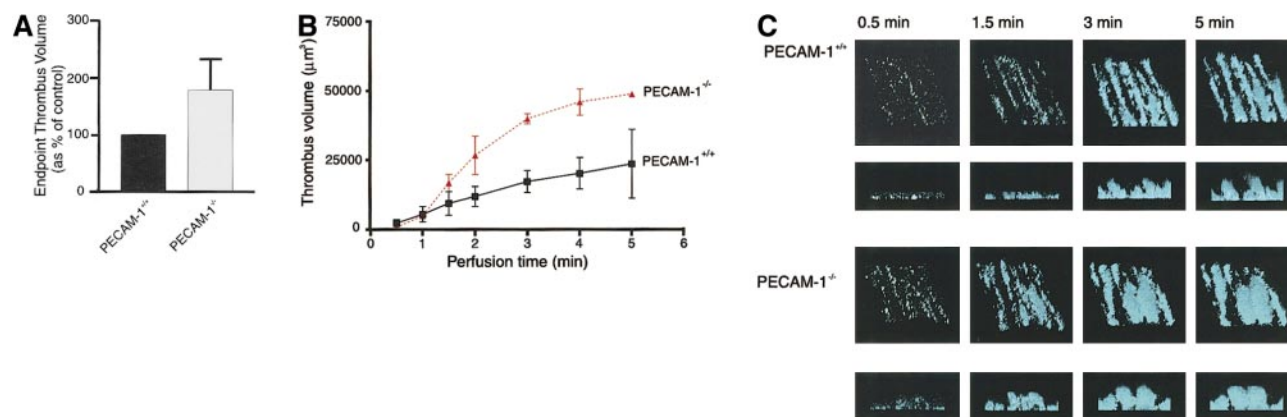 A
Endpoint Thrombus Volume
(as % of control)
300
200
100
0
PECAM-1+/+
PECAM-1-/-
B
Thrombus volume (μm³)
75000
50000
25000
0
0 1 2 3 4 5 6
Perfusion time (min)
PECAM-1-/-
PECAM-1+/+
C
0.5 min 1.5 min 3 min 5 min
PECAM-1+/+
PECAM-1-/-